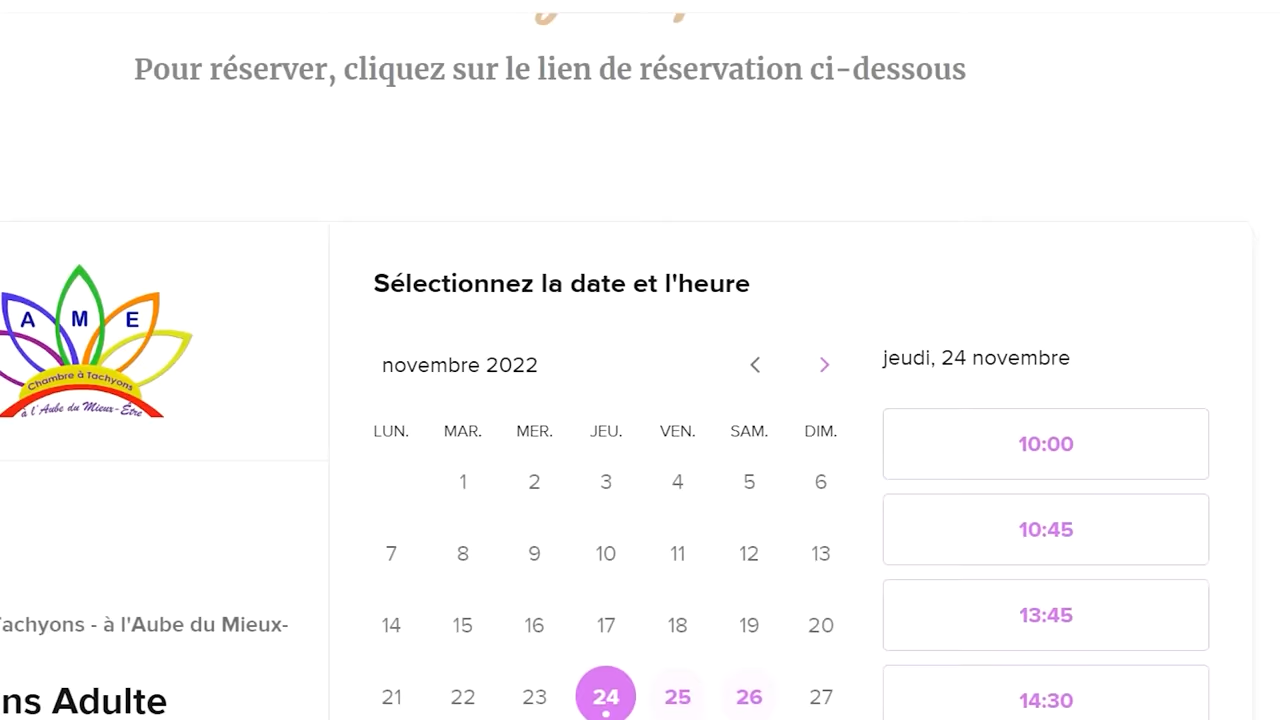 Pour réserver, cliquez sur le lien de réservation ci-dessous
A M E
Chambre à Tachyons
à l'Aube du Mieux-Être
achyons - à l'Aube du Mieux-
ns Adulte
Sélectionnez la date et l'heure
novembre 2022
LUN. MAR. MER. JEU. VEN. SAM. DIM.
1 2 3 4 5 6
7 8 9 10 11 12 13
14 15 16 17 18 19 20
21 22 23 24 25 26 27
jeudi, 24 novembre
10:00
10:45
13:45
14:30